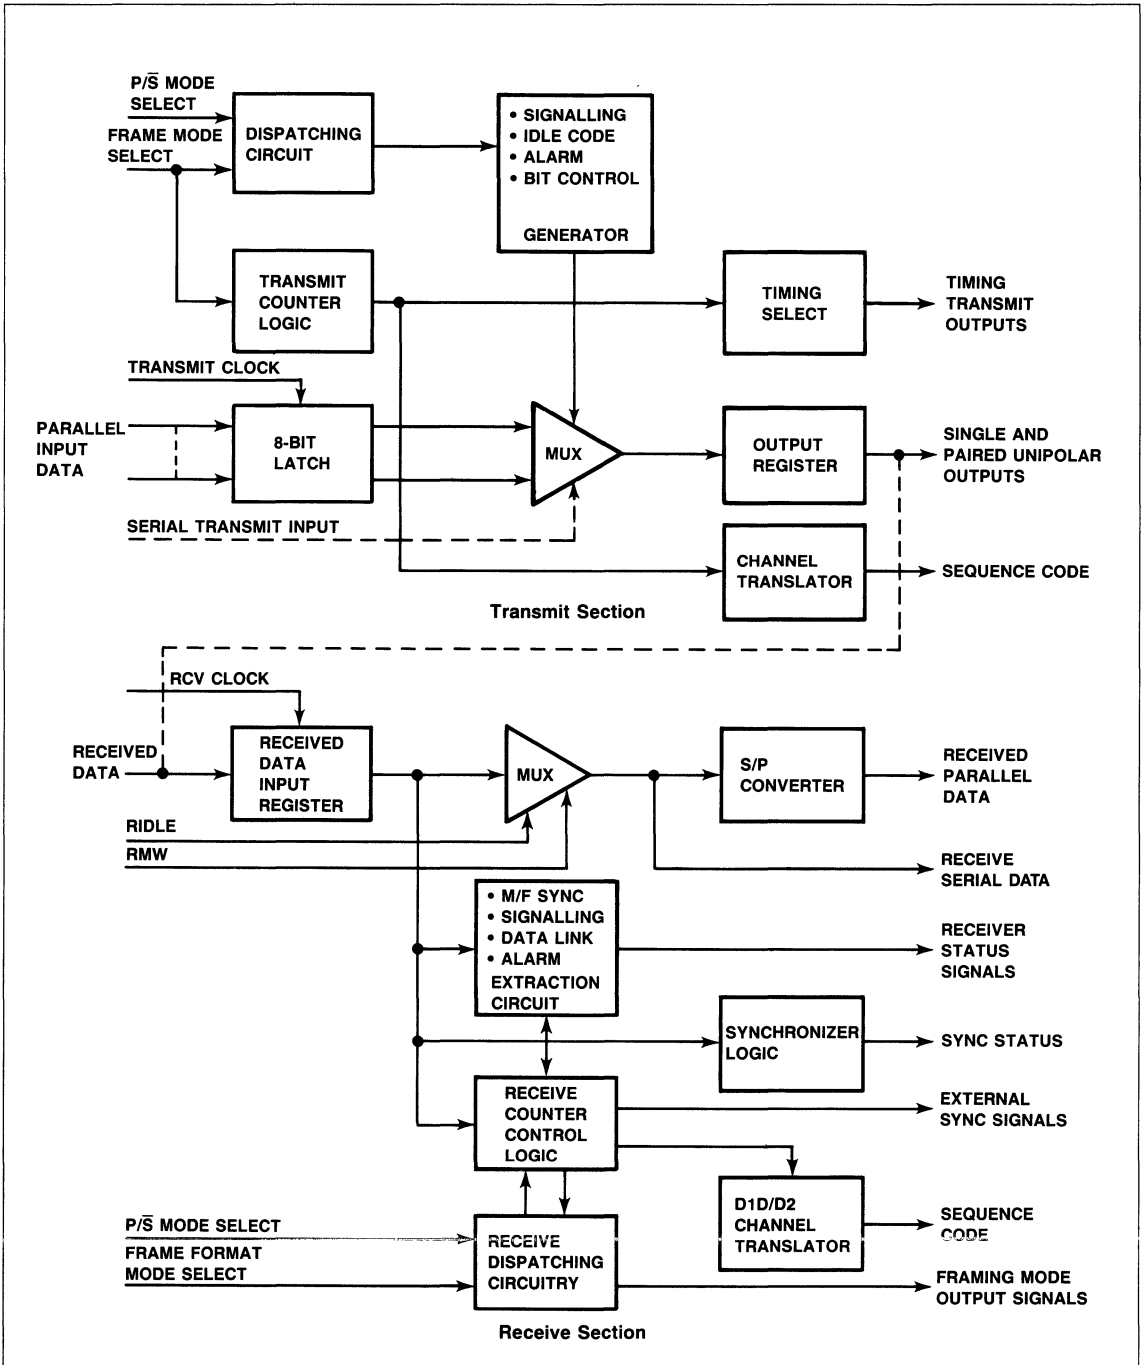 P/S̅ MODE
SELECT
FRAME MODE
SELECT
DISPATCHING
CIRCUIT
• SIGNALLING
• IDLE CODE
• ALARM
• BIT CONTROL
GENERATOR
TRANSMIT
COUNTER
LOGIC
TIMING
SELECT
TIMING
TRANSMIT
OUTPUTS
TRANSMIT CLOCK
PARALLEL
INPUT
DATA
8-BIT
LATCH
MUX
OUTPUT
REGISTER
SINGLE AND
PAIRED UNIPOLAR
OUTPUTS
SERIAL TRANSMIT INPUT
CHANNEL
TRANSLATOR
SEQUENCE CODE
Transmit Section
RCV CLOCK
RECEIVED
DATA
RECEIVED
DATA
INPUT
REGISTER
MUX
S/P
CONVERTER
RECEIVED
PARALLEL
DATA
RIDLE
RMW
RECEIVE
SERIAL DATA
• M/F SYNC
• SIGNALLING
• DATA LINK
• ALARM
EXTRACTION
CIRCUIT
RECEIVER
STATUS
SIGNALS
SYNCHRONIZER
LOGIC
SYNC STATUS
RECEIVE
COUNTER
CONTROL
LOGIC
EXTERNAL
SYNC SIGNALS
D1D/D2
CHANNEL
TRANSLATOR
SEQUENCE
CODE
P/S̅ MODE SELECT
FRAME FORMAT
MODE SELECT
RECEIVE
DISPATCHING
CIRCUITRY
FRAMING MODE
OUTPUT SIGNALS
Receive Section